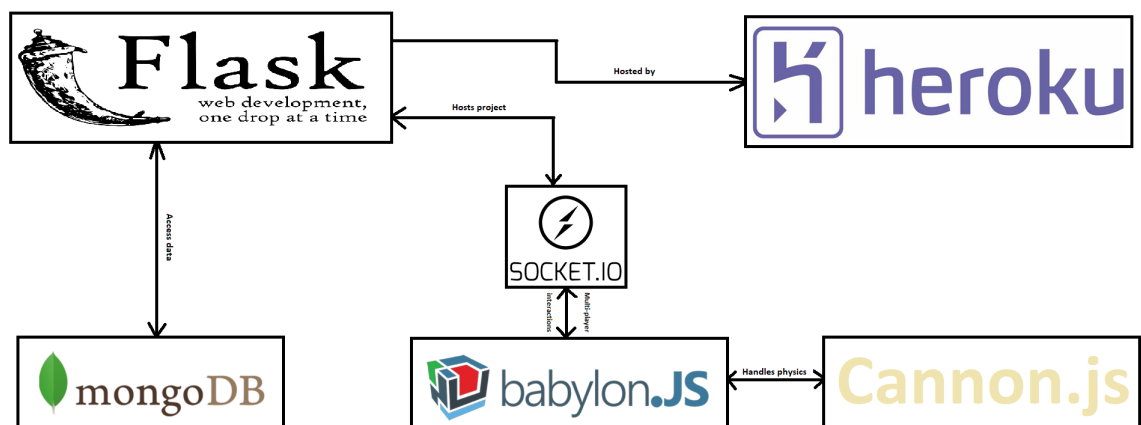 Flask
web development,
one drop at a time
Hosted by
heroku
Hosts project
Access data
SOCKET.IO
Multi-player
interactions
mongoDB
babylon.JS
Handles physics
Cannon.js